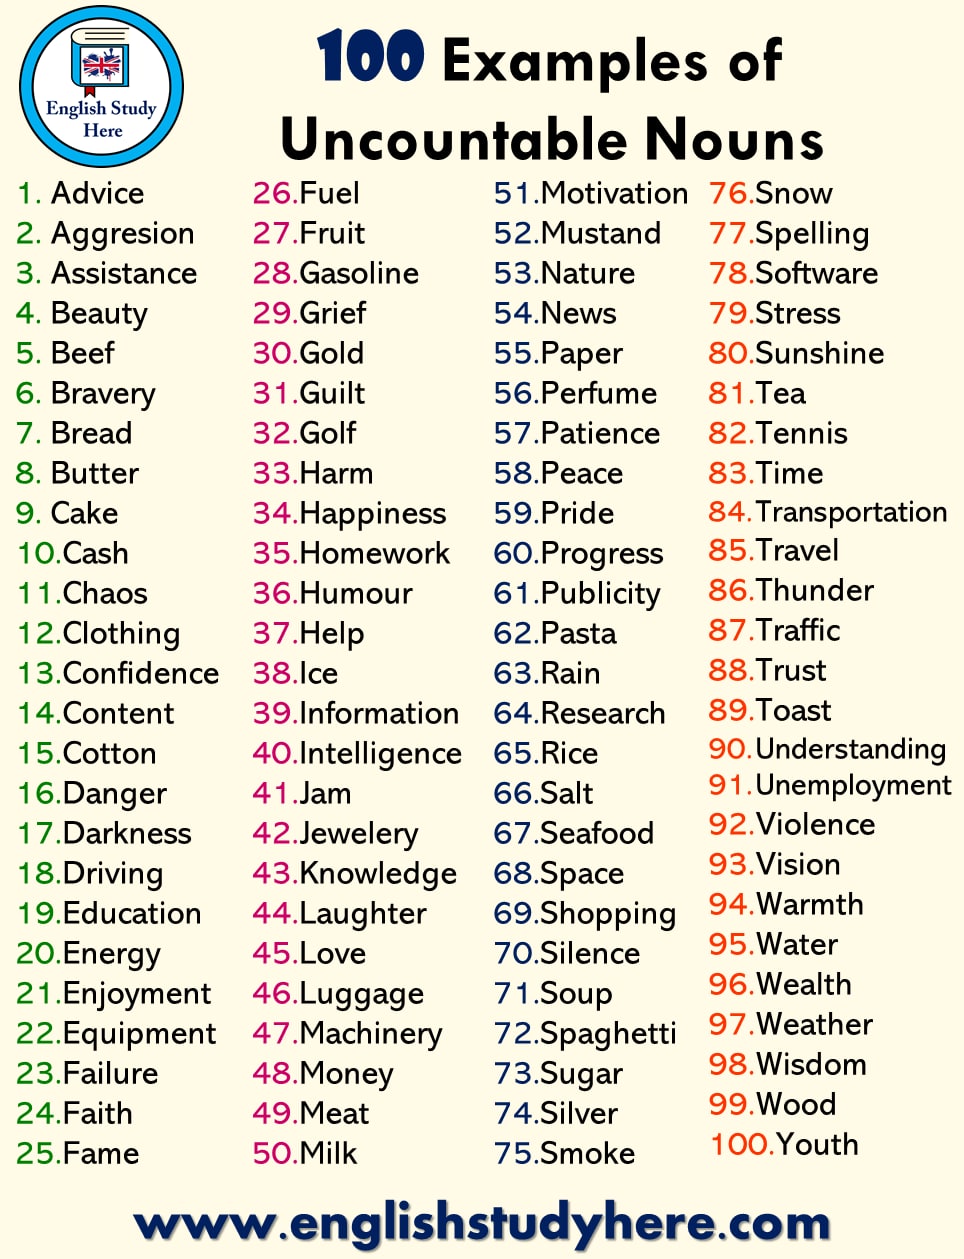 English Study
Here
100 Examples of
Uncountable Nouns
1. Advice
2. Aggresion
3. Assistance
4. Beauty
5. Beef
6. Bravery
7. Bread
8. Butter
9. Cake
10.Cash
11.Chaos
12.Clothing
13.Confidence
14.Content
15.Cotton
16.Danger
17.Darkness
18.Driving
19.Education
20.Energy
21.Enjoyment
22.Equipment
23.Failure
24.Faith
25.Fame
26.Fuel
27.Fruit
28.Gasoline
29.Grief
30.Gold
31.Guilt
32.Golf
33.Harm
34.Happiness
35.Homework
36.Humour
37.Help
38.Ice
39.Information
40.Intelligence
41.Jam
42.Jewelery
43.Knowledge
44.Laughter
45.Love
46.Luggage
47.Machinery
48.Money
49.Meat
50.Milk
51.Motivation
52.Mustand
53.Nature
54.News
55.Paper
56.Perfume
57.Patience
58.Peace
59.Pride
60.Progress
61.Publicity
62.Pasta
63.Rain
64.Research
65.Rice
66.Salt
67.Seafood
68.Space
69.Shopping
70.Silence
71.Soup
72.Spaghetti
73.Sugar
74.Silver
75.Smoke
76.Snow
77.Spelling
78.Software
79.Stress
80.Sunshine
81.Tea
82.Tennis
83.Time
84.Transportation
85.Travel
86.Thunder
87.Traffic
88.Trust
89.Toast
90.Understanding
91.Unemployment
92.Violence
93.Vision
94.Warmth
95.Water
96.Wealth
97.Weather
98.Wisdom
99.Wood
100.Youth
www.englishstudyhere.com